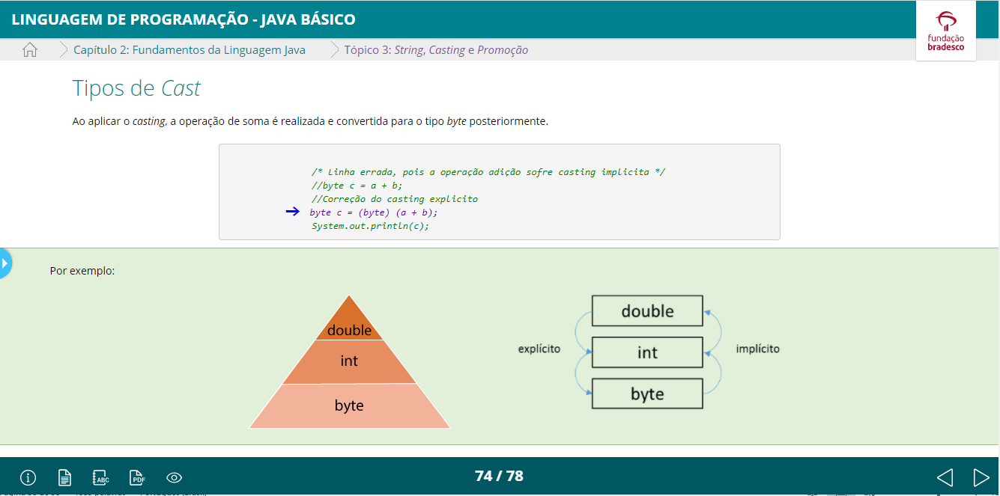 LINGUAGEM DE PROGRAMAÇÃO - JAVA BÁSICO
fundação
bradesco
Capítulo 2: Fundamentos da Linguagem Java
Tópico 3: String, Casting e Promoção
Tipos de Cast
Ao aplicar o casting, a operação de soma é realizada e convertida para o tipo byte posteriormente.
/* Linha errada, pois a operação adição sofre casting implicita */
//byte c = a + b;
//Correção do casting explicito
byte c = (byte) (a + b);
System.out.println(c);
Por exemplo:
double
int
byte
explícito
double
int
byte
implícito
ABC
PDF
74 / 78